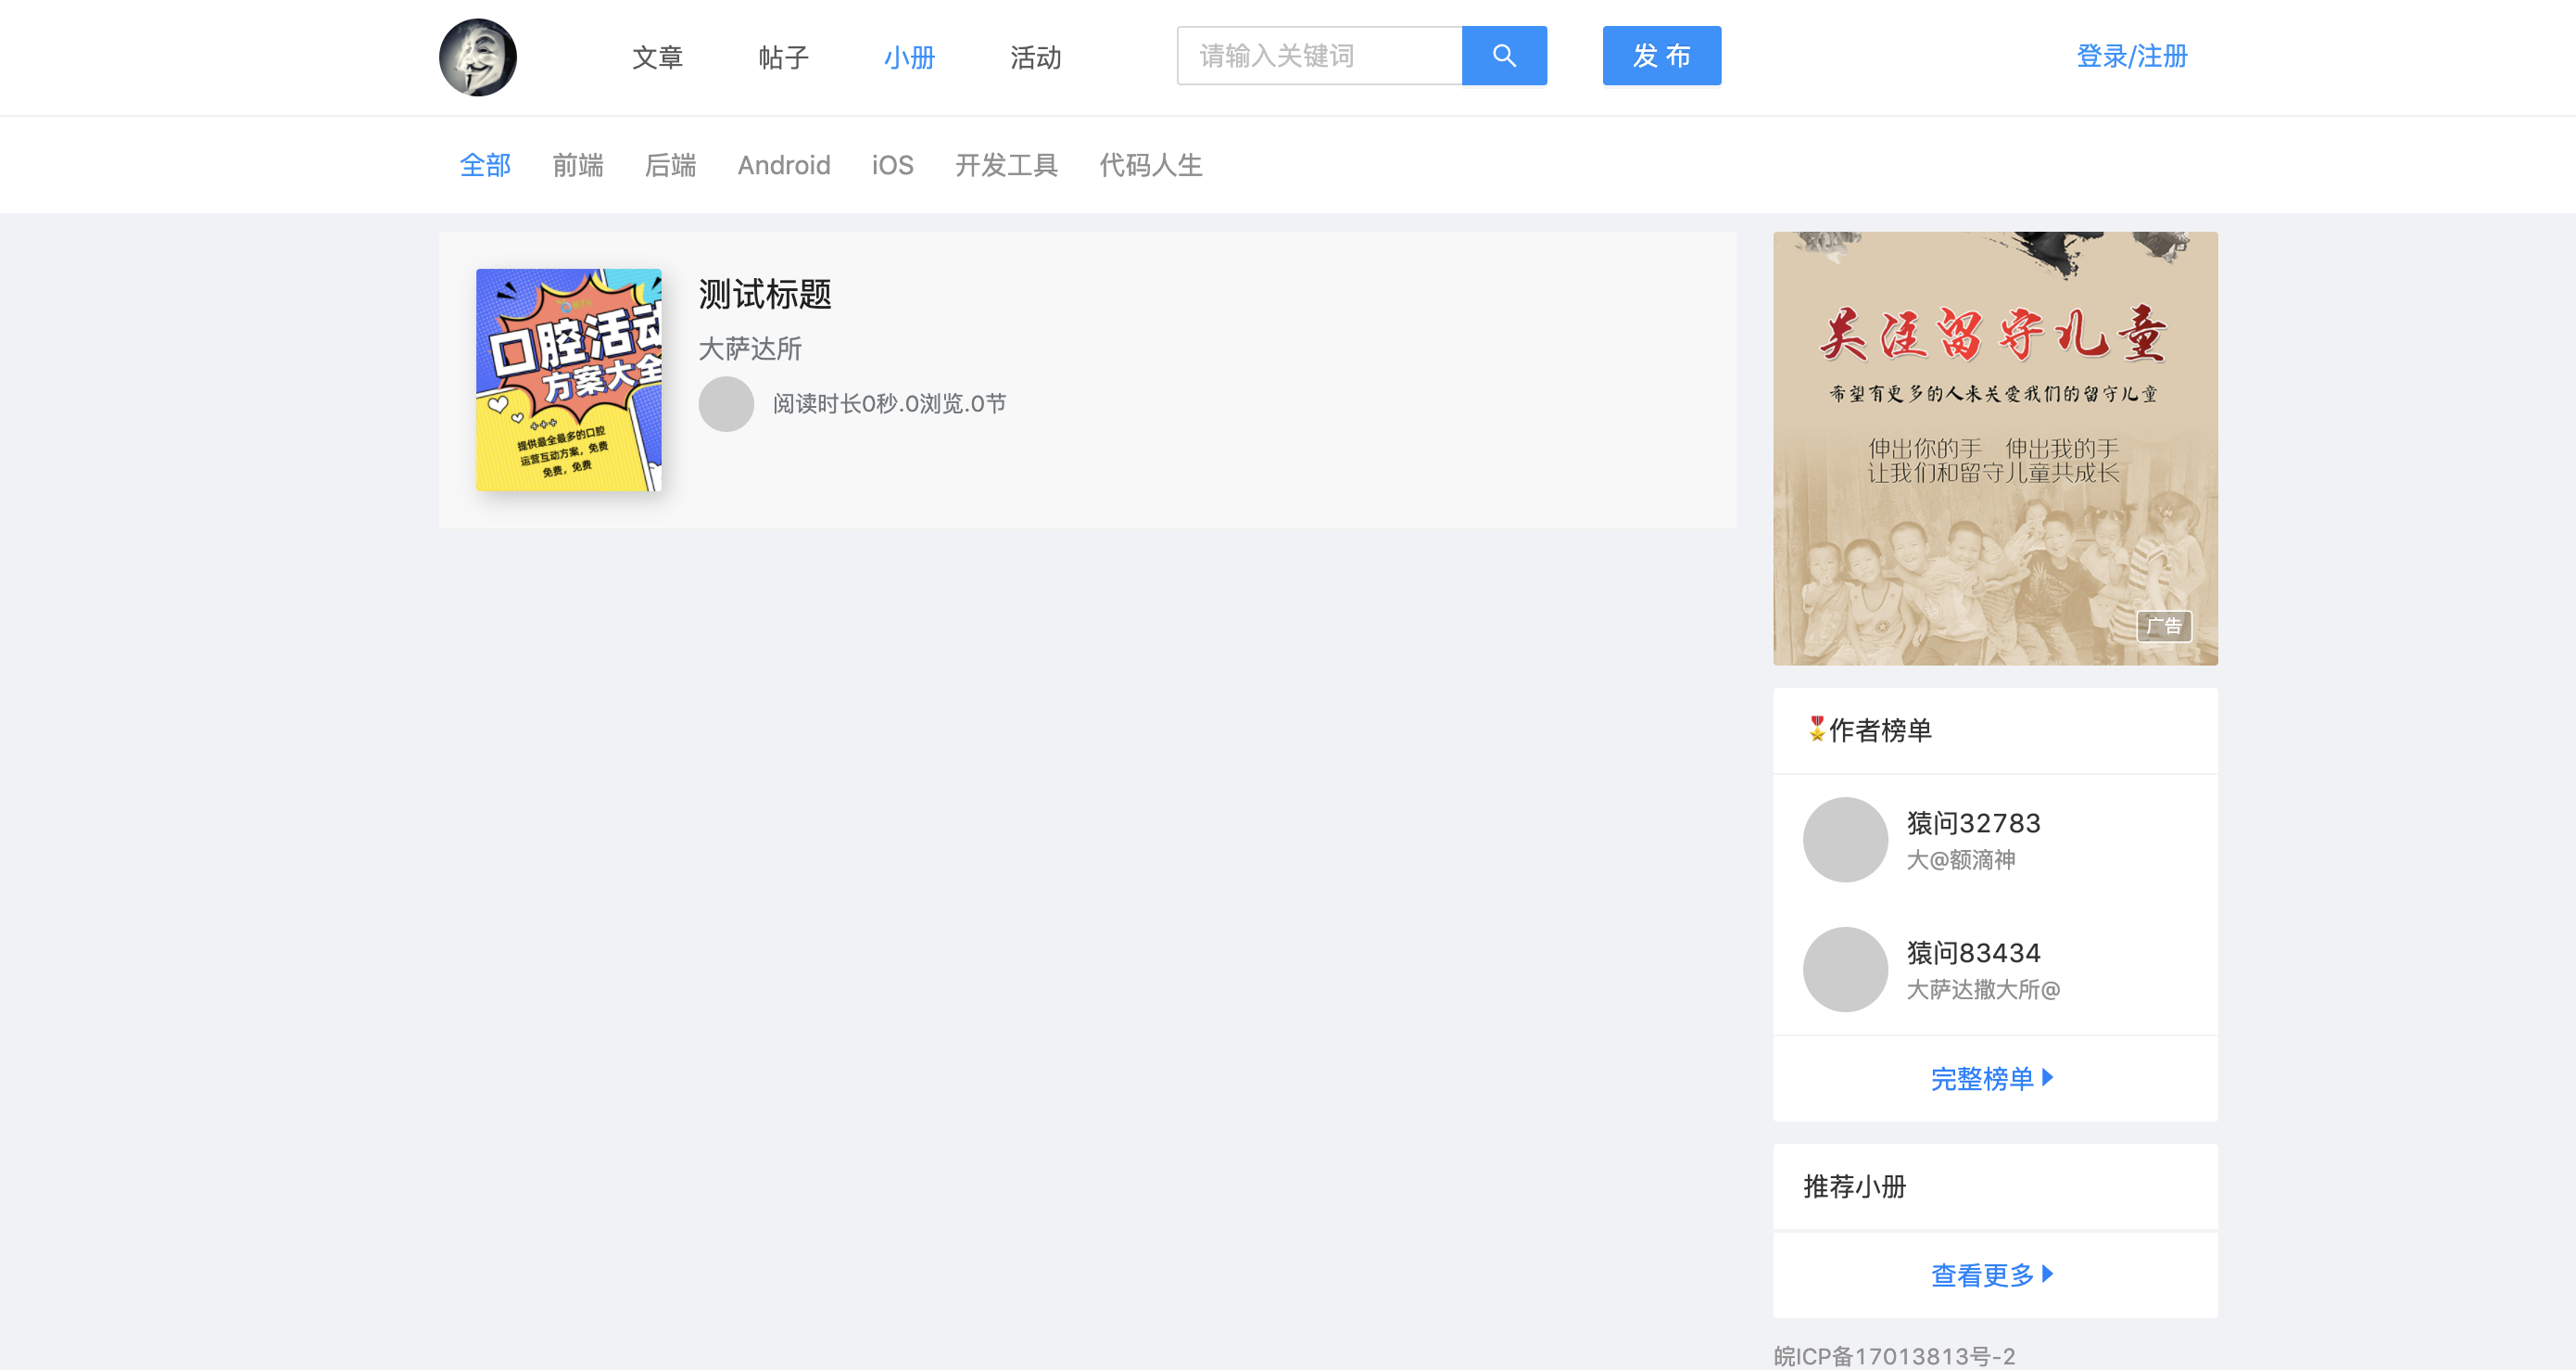 文章
帖子
小册
活动
请输入关键词
发 布
登录/注册
全部
前端
后端
Android
iOS
开发工具
代码人生
口腔活动
方案大全
提供最全最多的口腔
运营互动方案，免费
免费，免费
测试标题
大萨达所
阅读时长0秒.0浏览.0节
关注留守儿童
希望有更多的人来关爱我们的留守儿童
伸出你的手 伸出我的手
让我们和留守儿童共成长
广告
作者榜单
猿问32783
大@额滴神
猿问83434
大萨达撒大所@
完整榜单
推荐小册
查看更多
皖ICP备17013813号-2